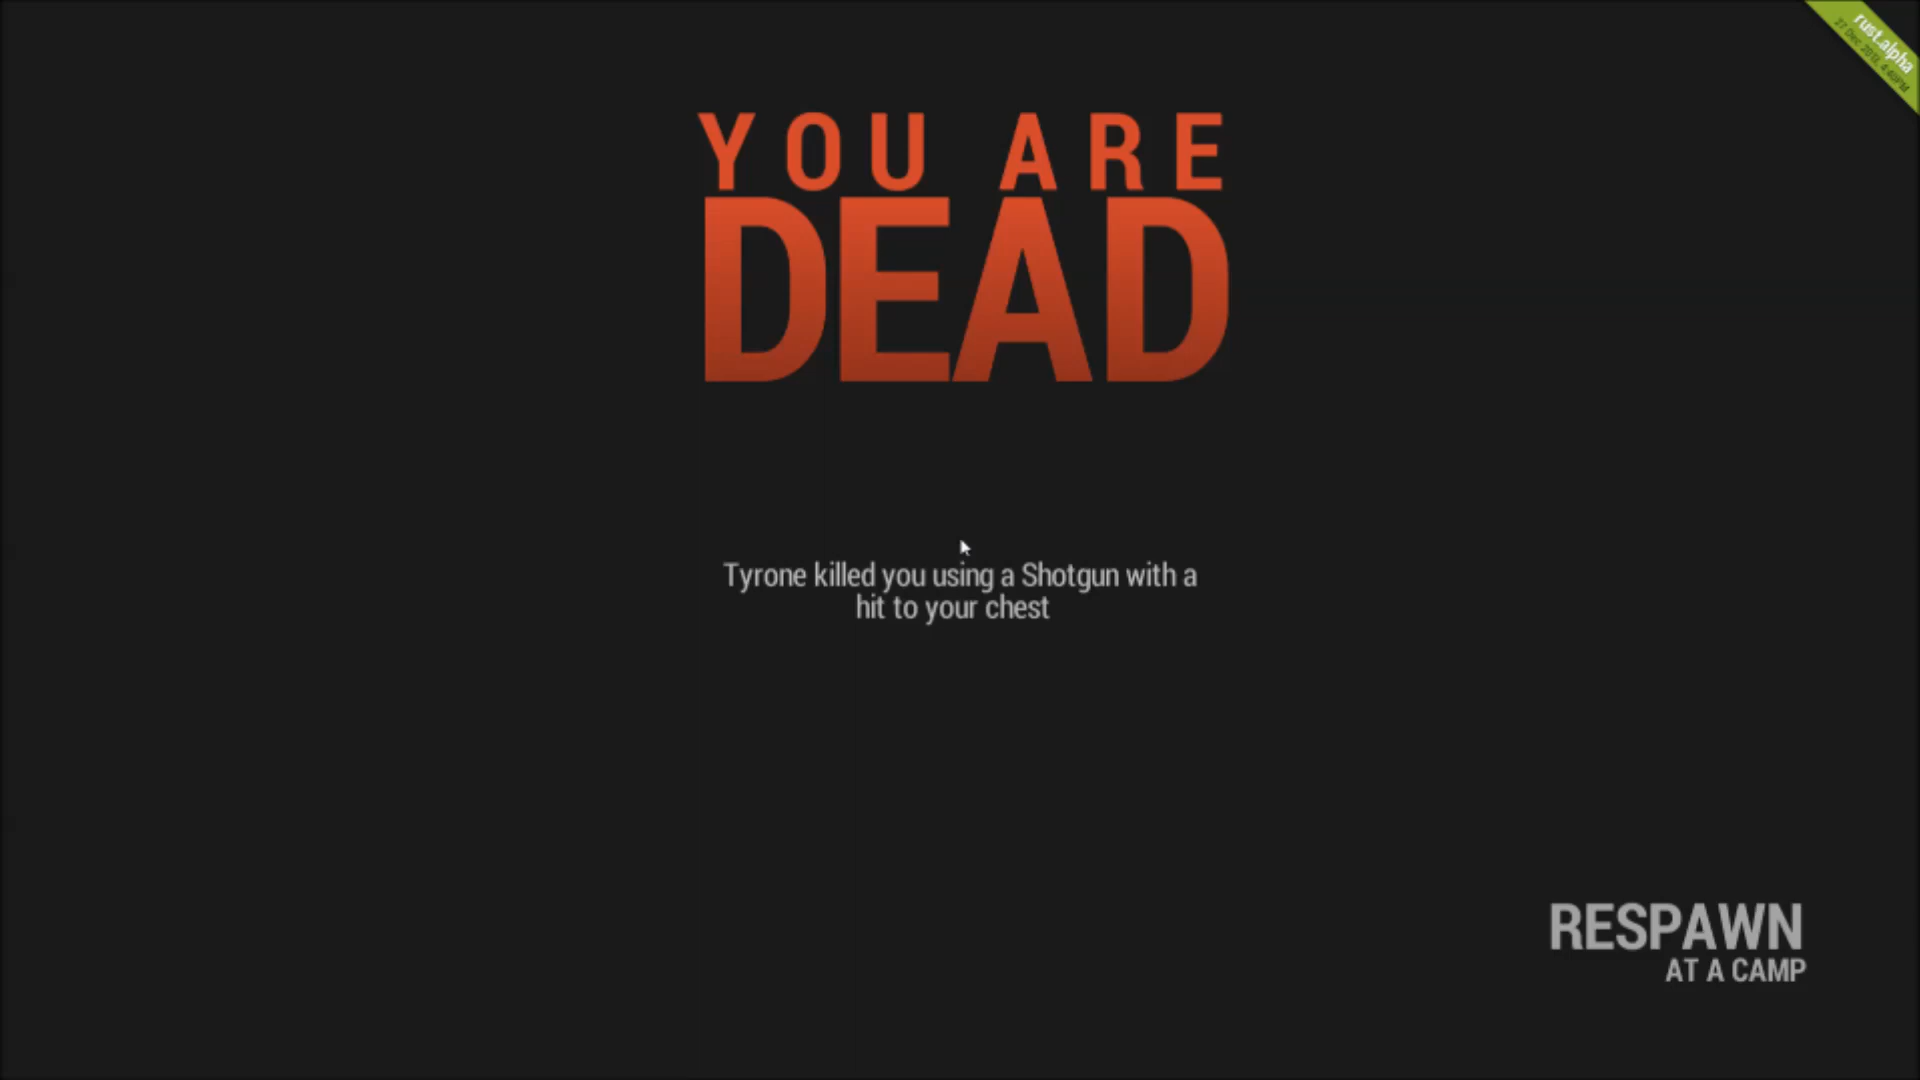 YOU ARE
DEAD
Tyrone killed you using a Shotgun with a
hit to your chest
RESPAWN
AT A CAMP
rust.alpha